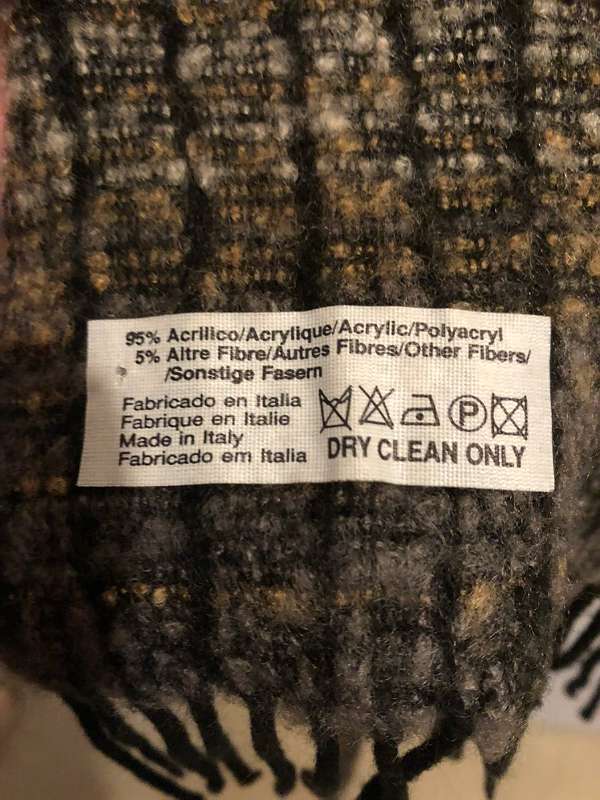 95% Acrilico/Acrylique/Acrylic/Polyacryl
5% Altre Fibre/Autres Fibres/Other Fibers/
/Sonstige Fasern
Fabricado en Italia
Fabrique en Italie
Made in Italy
Fabricado em Italia
P
DRY CLEAN ONLY